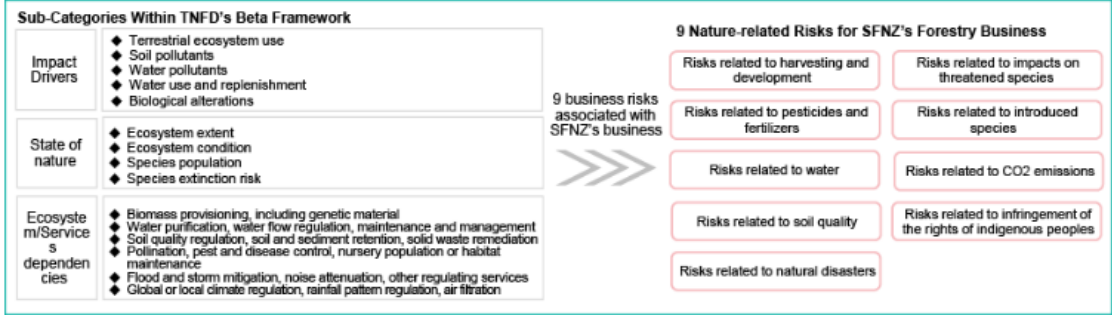 Sub-Categories Within TNFD's Beta Framework
Impact
Drivers
◆ Terrestrial ecosystem use
◆ Soil pollutants
◆ Water pollutants
◆ Water use and replenishment
◆ Biological alterations
State of
nature
◆ Ecosystem extent
◆ Ecosystem condition
◆ Species population
◆ Species extinction risk
Ecosyste
m/Service
s
dependen
cies
◆ Biomass provisioning, including genetic material
◆ Water purification, water flow regulation, maintenance and management
◆ Soil quality regulation, soil and sediment retention, solid waste remediation
◆ Pollination, pest and disease control, nursery population or habitat
maintenance
◆ Flood and storm mitigation, noise attenuation, other regulating services
◆ Global or local climate regulation, rainfall pattern regulation, air filtration
9 business risks
associated with
SFNZ's business
9 Nature-related Risks for SFNZ's Forestry Business
Risks related to harvesting and
development
Risks related to impacts on
threatened species
Risks related to pesticides and
fertilizers
Risks related to introduced
species
Risks related to water
Risks related to CO2 emissions
Risks related to soil quality
Risks related to infringement of
the rights of indigenous peoples
Risks related to natural disasters